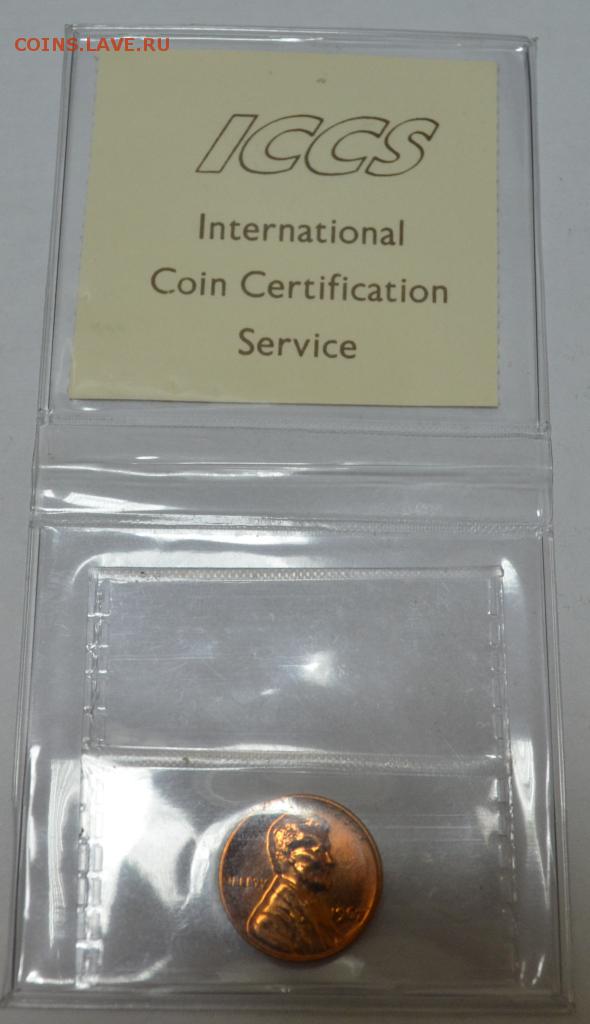 COINS.LAVE.RU
ICCS
International
Coin Certification
Service
LIBERTY